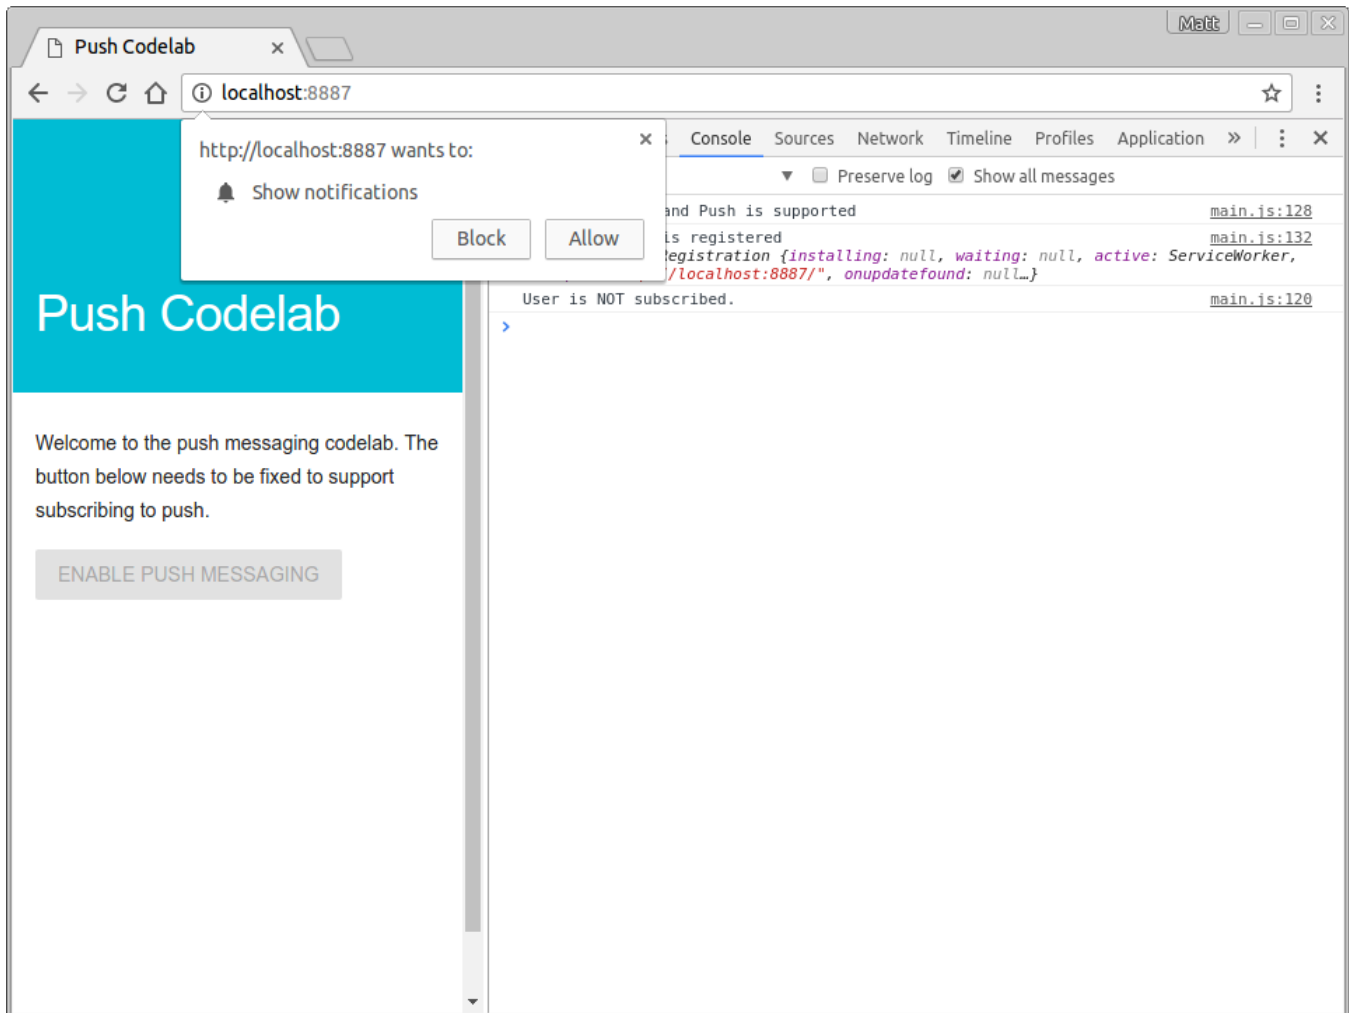 Matt
Push Codelab
localhost:8887
http://localhost:8887 wants to:
Show notifications
Block
Allow
Console Sources Network Timeline Profiles Application »
Preserve log Show all messages
and Push is supported main.js:128
is registered main.js:132
egistration {installing: null, waiting: null, active: ServiceWorker,
//localhost:8887/", onupdatefound: null…}
User is NOT subscribed. main.js:120
Push Codelab
Welcome to the push messaging codelab. The
button below needs to be fixed to support
subscribing to push.
ENABLE PUSH MESSAGING